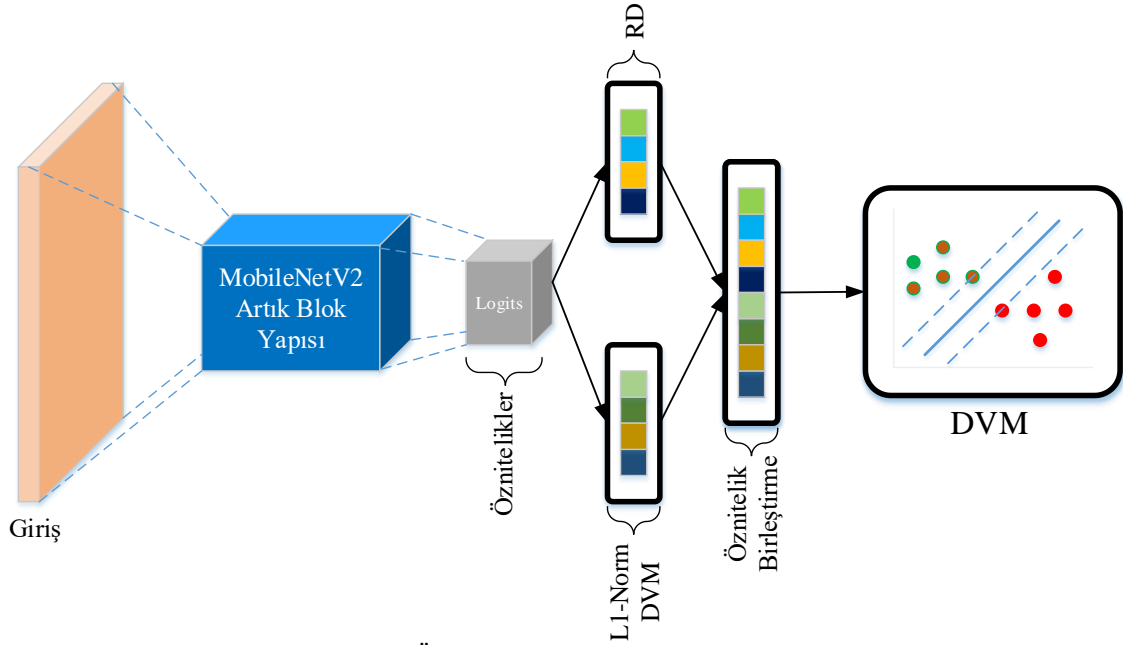 Giriş
MobileNetV2
Artık Blok
Yapısı
Logits
Öznitelikler
RD
L1-Norm
DVM
Öznitelik
Birleştirme
DVM